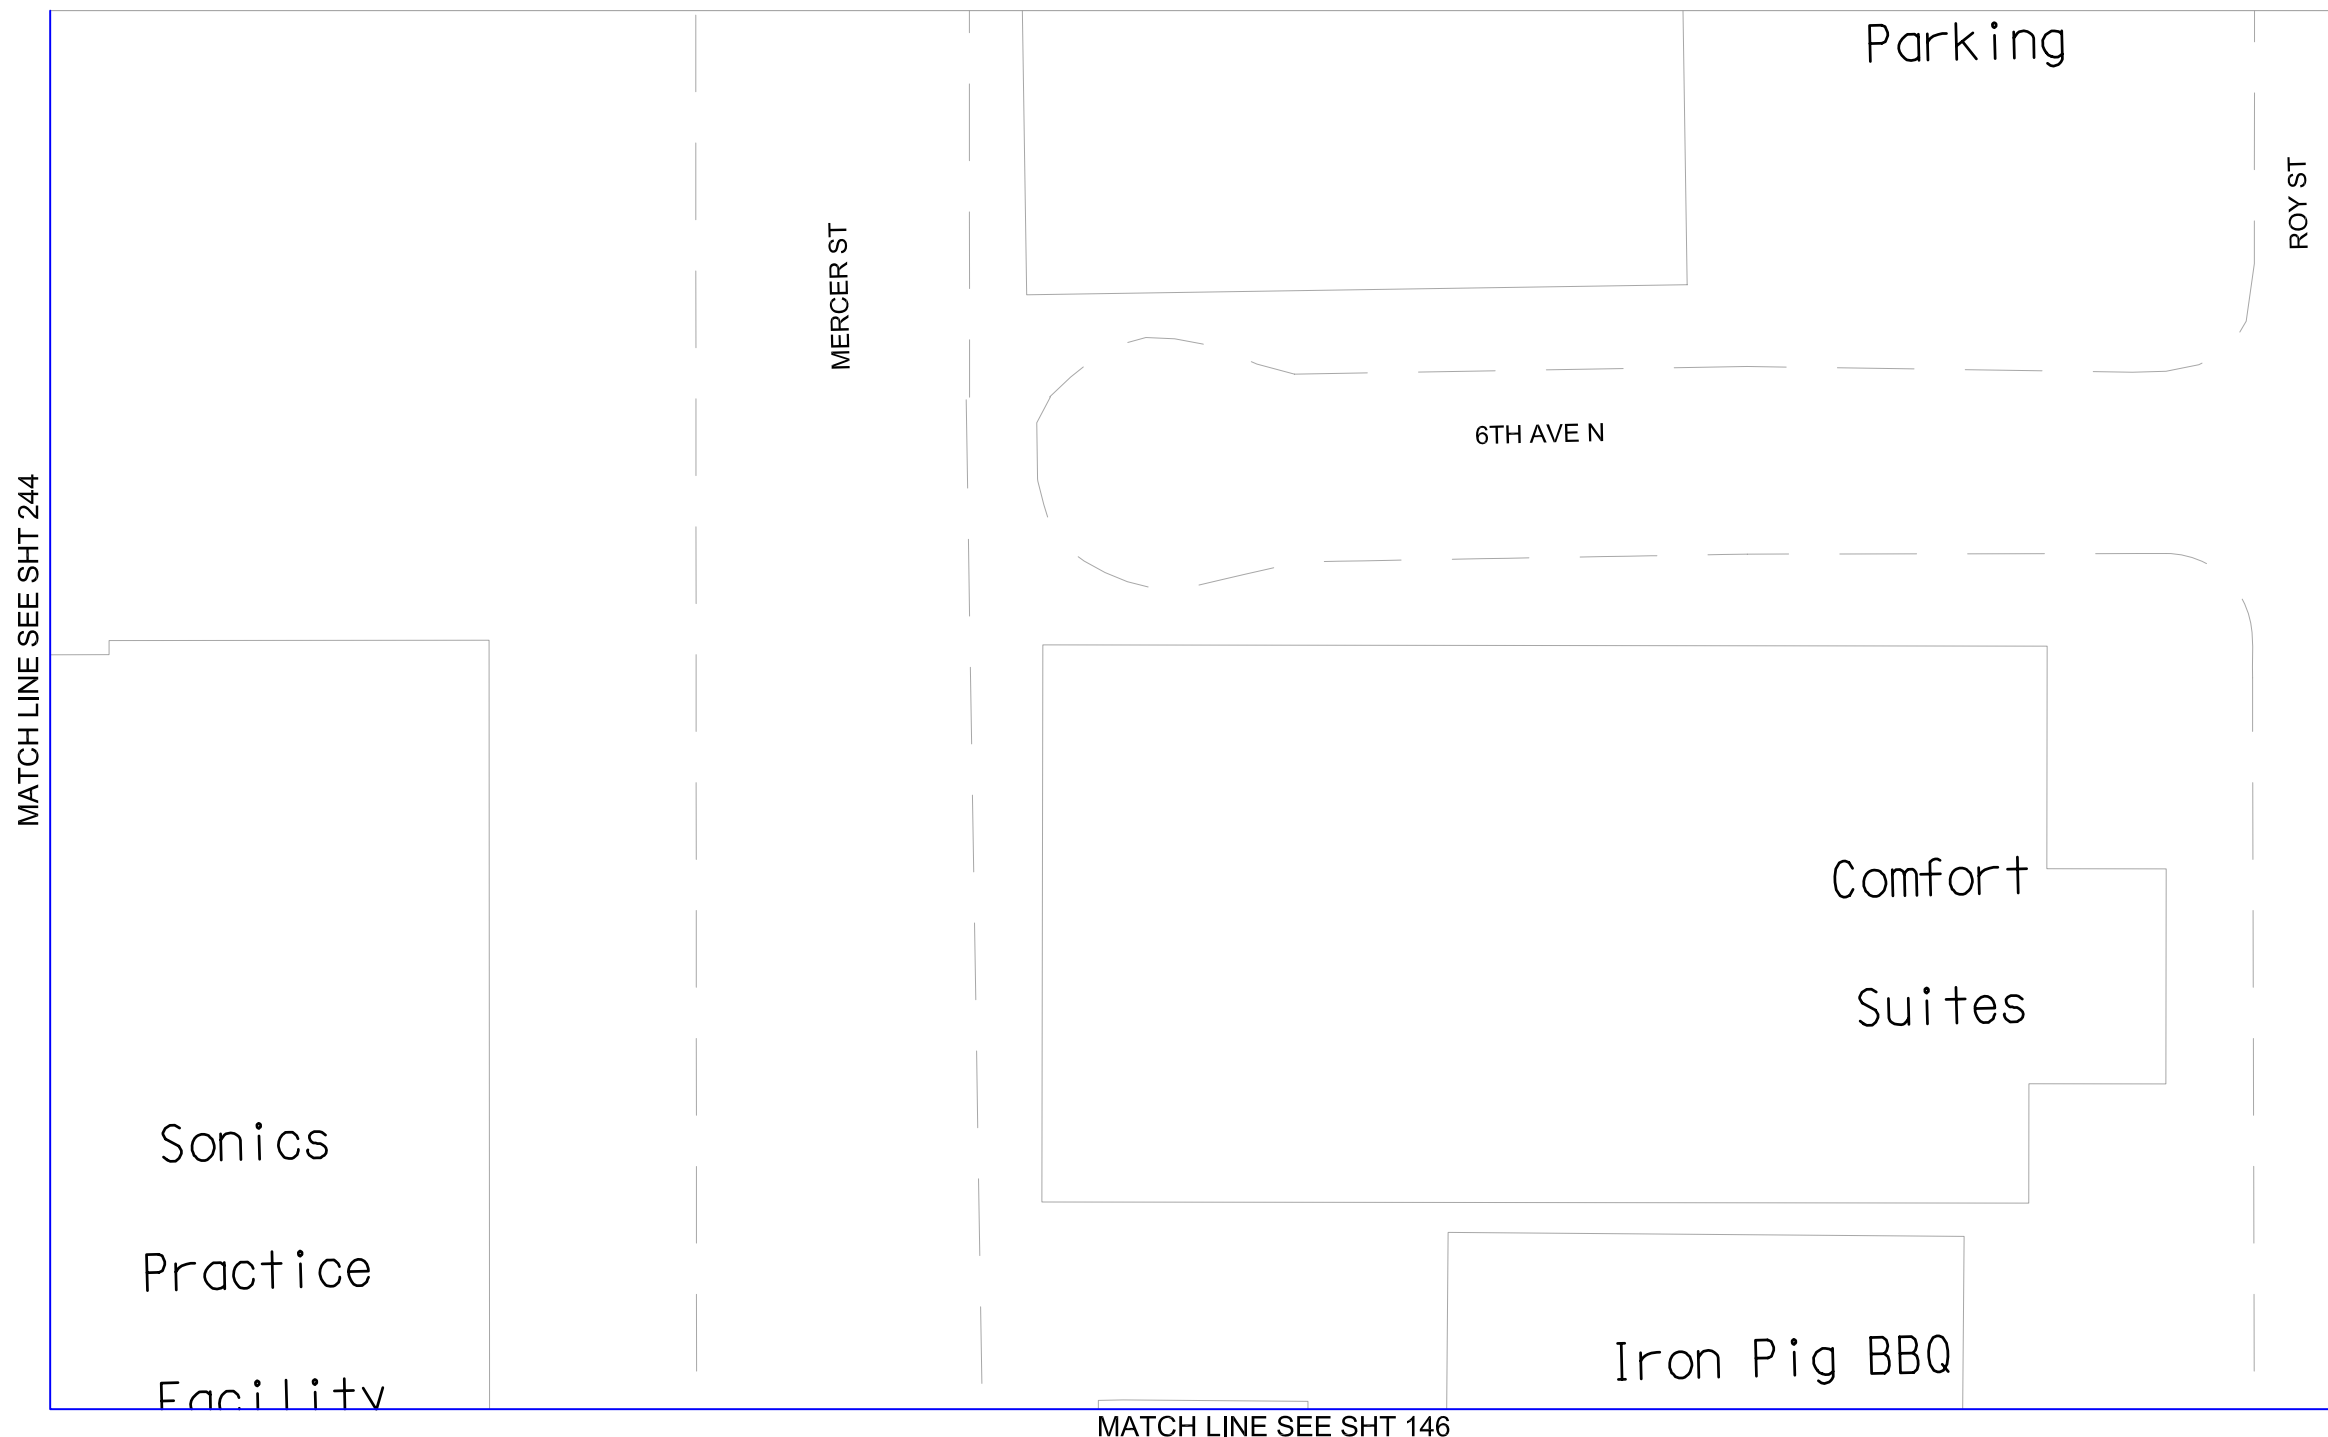 Parking
ROY ST
MERCER ST
6TH AVE N
MATCH LINE SEE SHT 244
Comfort
Suites
Sonics
Practice
Facility
Iron Pig BBQ
MATCH LINE SEE SHT 146